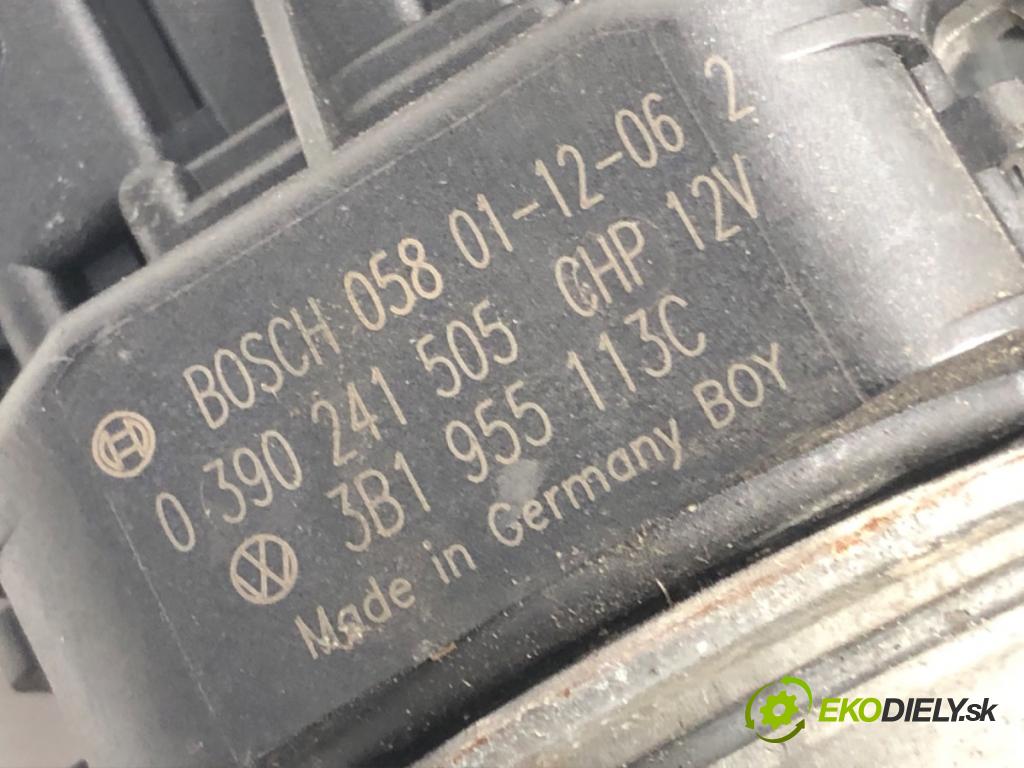 BOSCH 058 01-12-06 2
0 390 241 505 CHP 12V
3B1 955 113C
Made in Germany BOY
EKODIELY.sk